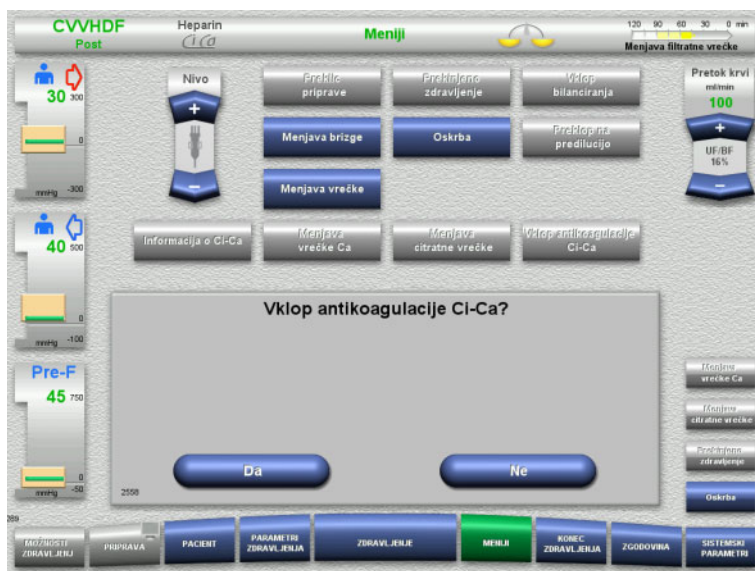 CVVHDF
Post
Heparin
Ci Ca
Meniji
120 90 60 30 0 min
Menjava filtratne vrečke
30
300
0
-300
mmHg
Nivo
+
−
Prekilc
priprave
Prekinjeno
zdravljenje
Vklop
bilanciranja
Menjava brizge
Oskrba
Preklop na
predilucijo
Menjava vrečke
Pretok krvi
ml/min
100
+
UF/BF
16%
−
40
500
0
-100
mmHg
Informacija o Ci-Ca
Menjava
vrečke Ca
Menjava
citratne vrečke
Vklop antikoagulacije
Ci-Ca
Vklop antikoagulacije Ci-Ca?
Da
Ne
2558
Pre-F
45
750
0
-50
mmHg
Menjava
vrečke Ca
Menjava
citratne vrečke
Prekinjeno
zdravljenje
Oskrba
MOŽNOSTI
ZDRAVLJENJ
PRIPRAVA
PACIENT
PARAMETRI
ZDRAVLJENJA
ZDRAVLJENJE
MENIJI
KONEC
ZDRAVLJENJA
ZGODOVINA
SISTEMSKI
PARAMETRI